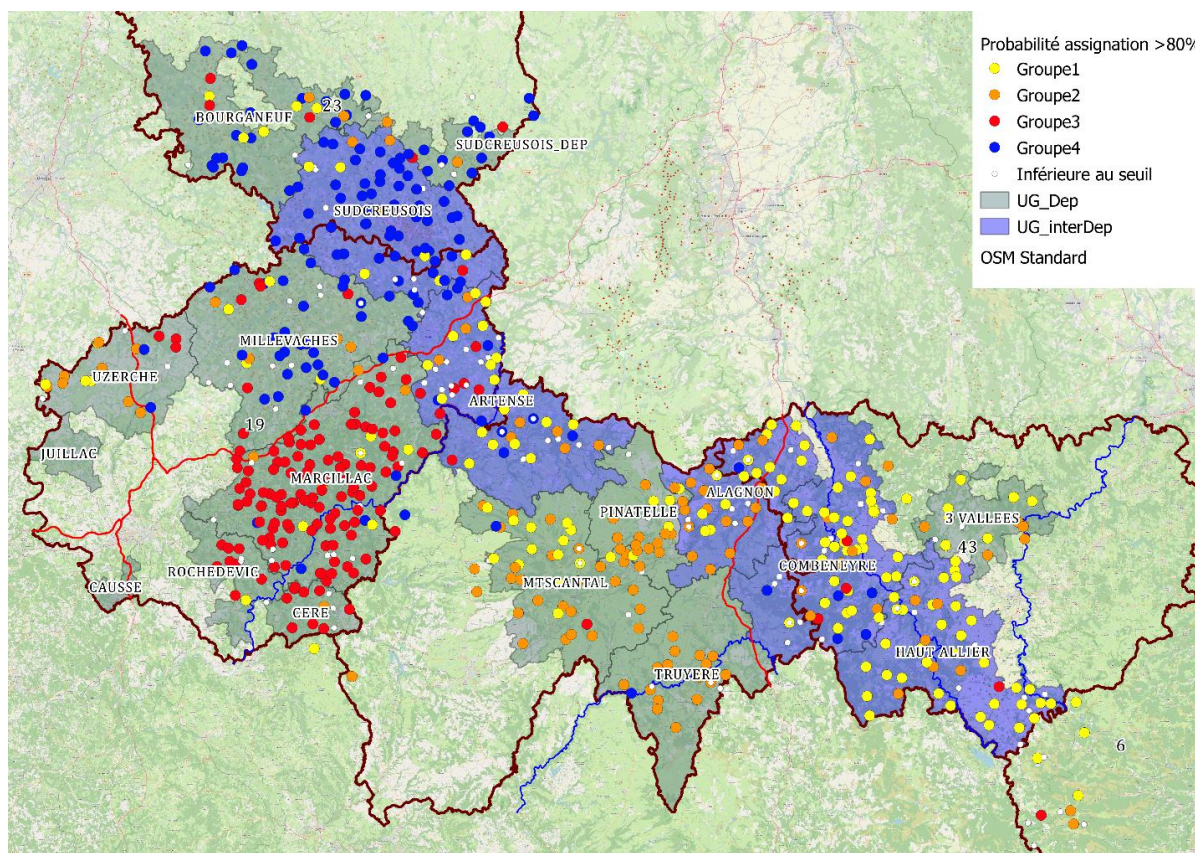 Probabilité assignation >80%
Groupe1
Groupe2
Groupe3
Groupe4
Inférieure au seuil
UG_Dep
UG_interDep
OSM Standard
23
BOURGANEUF
SUDCREUSOIS_DEP
SUDCREUSOIS
MILLEVACHES
UZERCHE
ARTENSE
19
JUILLAC
MARCILLAC
ALAGNON
PINATELLE
3 VALLEES
43
ROCHEDEVIC
CAUSSE
MTSCANTAL
COMBENEYRE
CERE
HAUT ALLIER
TRUYERE
6